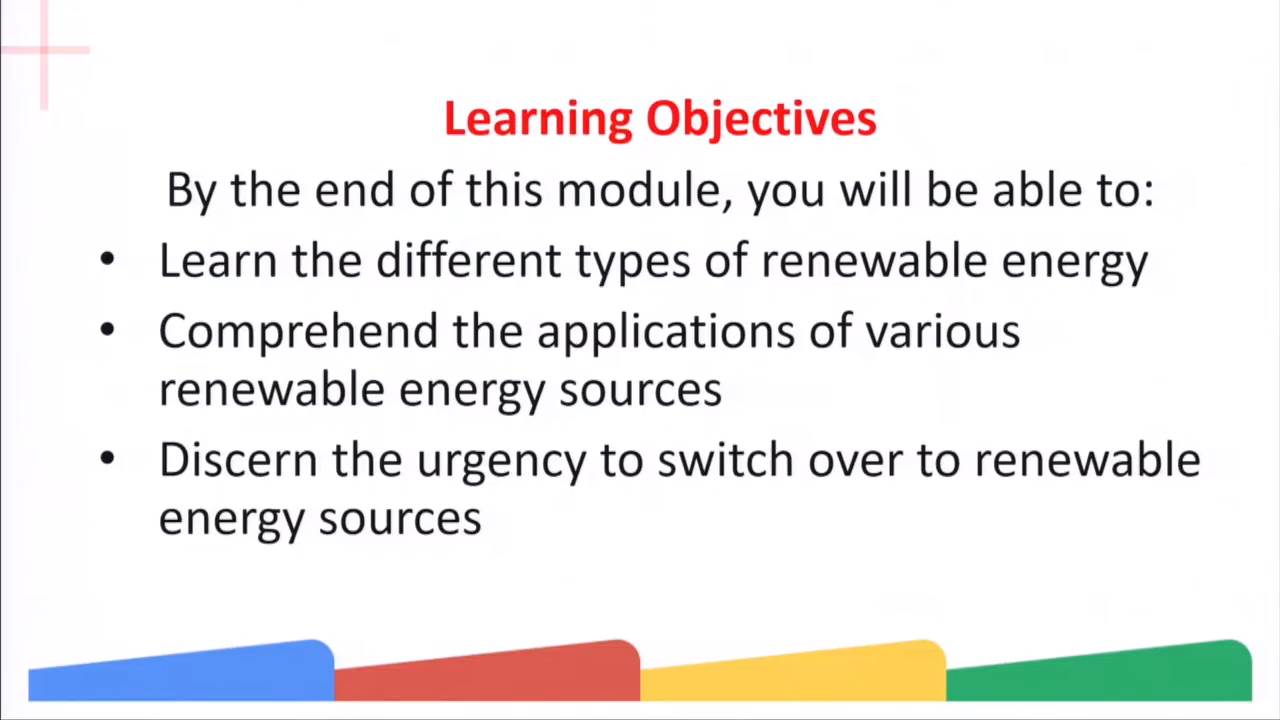 Learning Objectives
By the end of this module, you will be able to:
• Learn the different types of renewable energy
• Comprehend the applications of various
renewable energy sources
• Discern the urgency to switch over to renewable
energy sources